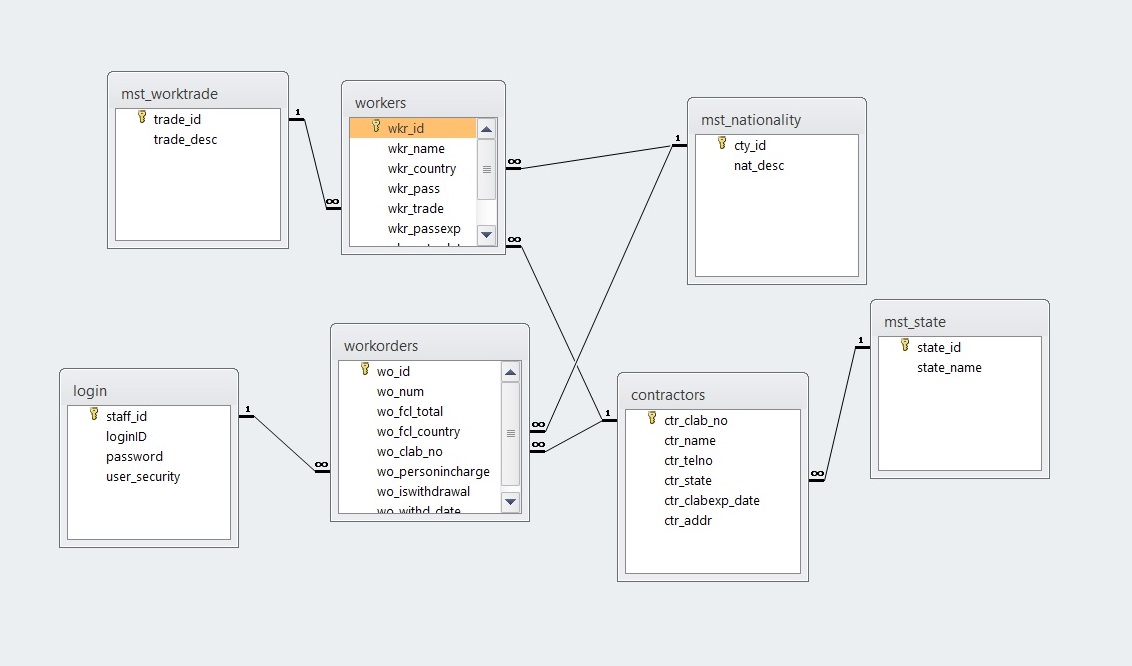 mst_worktrade
trade_id
trade_desc
1
∞
workers
wkr_id
wkr_name
wkr_country
wkr_pass
wkr_trade
wkr_passexp
∞
∞
1
mst_nationality
cty_id
nat_desc
mst_state
state_id
state_name
1
∞
login
staff_id
loginID
password
user_security
1
∞
workorders
wo_id
wo_num
wo_fcl_total
wo_fcl_country
wo_clab_no
wo_personincharge
wo_iswithdrawal
wo_withd_date
∞
∞
1
contractors
ctr_clab_no
ctr_name
ctr_telno
ctr_state
ctr_clabexp_date
ctr_addr